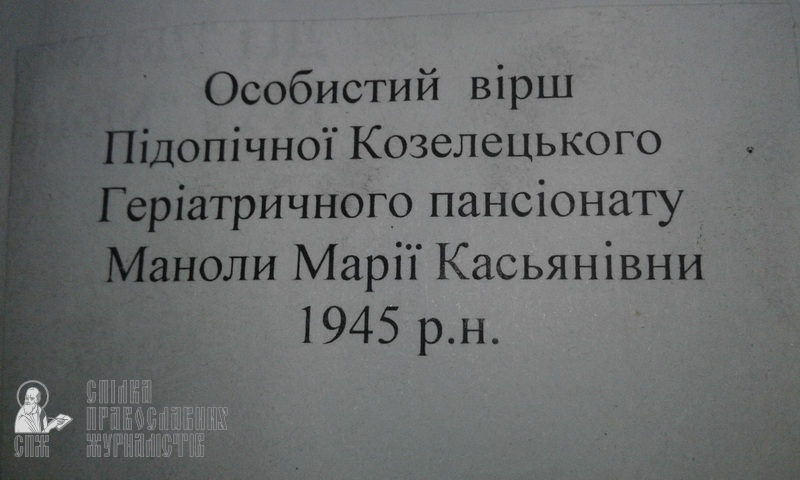 Особистий вірш
Підопічної Козелецького
Геріатричного пансіонату
Маноли Марії Касьянівни
1945 р.н.
СПІЛКА
ПРАВОСЛАВНИХ
ЖУРНАЛІСТІВ
СПЖ